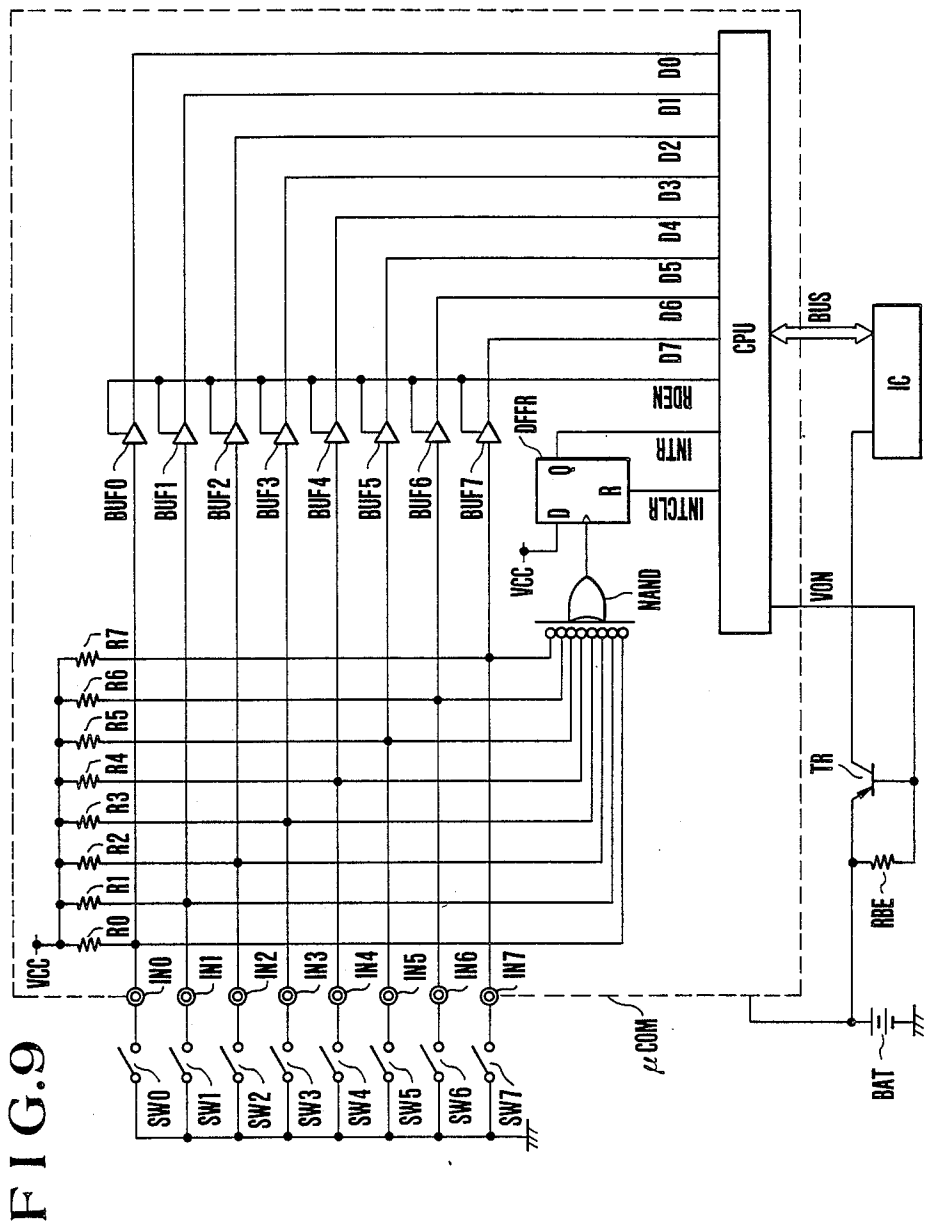 FIG.9
VCC
R0
R1
R2
R3
R4
R5
R6
R7
SW0
SW1
SW2
SW3
SW4
SW5
SW6
SW7
IN0
IN1
IN2
IN3
IN4
IN5
IN6
IN7
BUF0
BUF1
BUF2
BUF3
BUF4
BUF5
BUF6
BUF7
VCC
NAND
DFFR
D
Q
R
D0
D1
D2
D3
D4
D5
D6
D7
RDEN
INTR
INTCLR
CPU
μCOM
VON
BUS
BAT
RBE
TR
IC